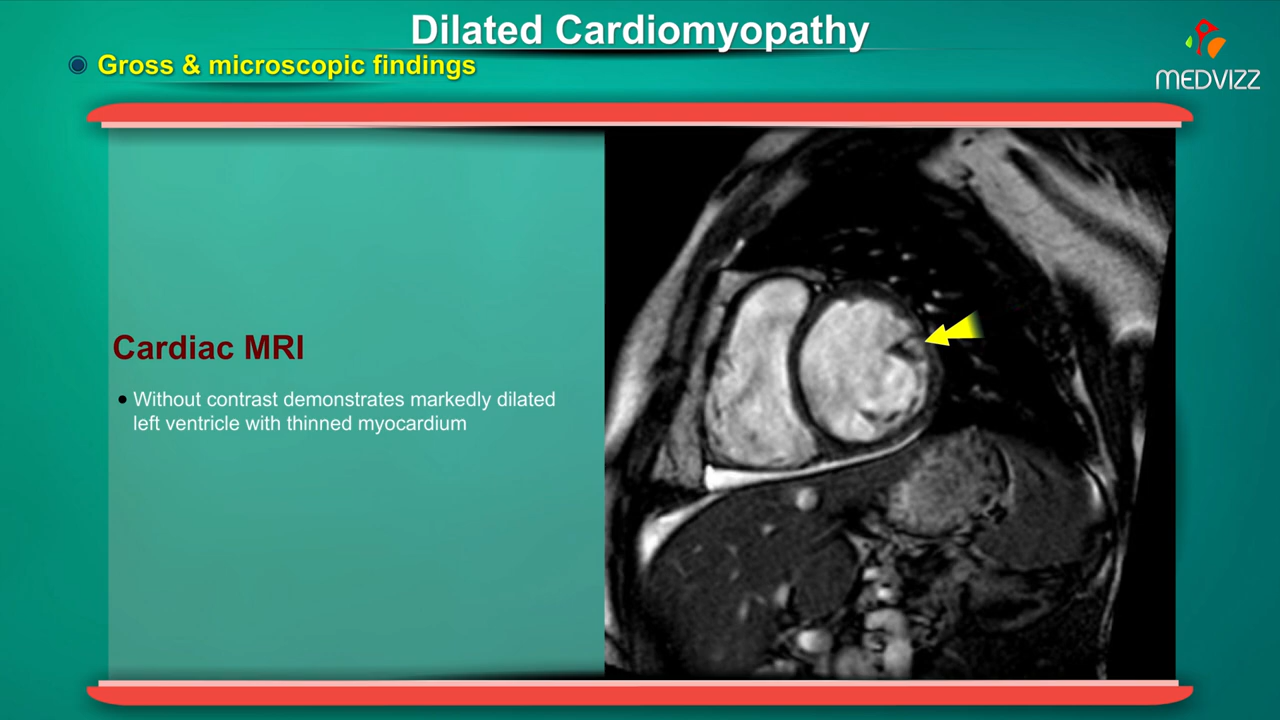 Dilated Cardiomyopathy
Gross & microscopic findings
MEDVIZZ
Cardiac MRI
Without contrast demonstrates markedly dilated
left ventricle with thinned myocardium